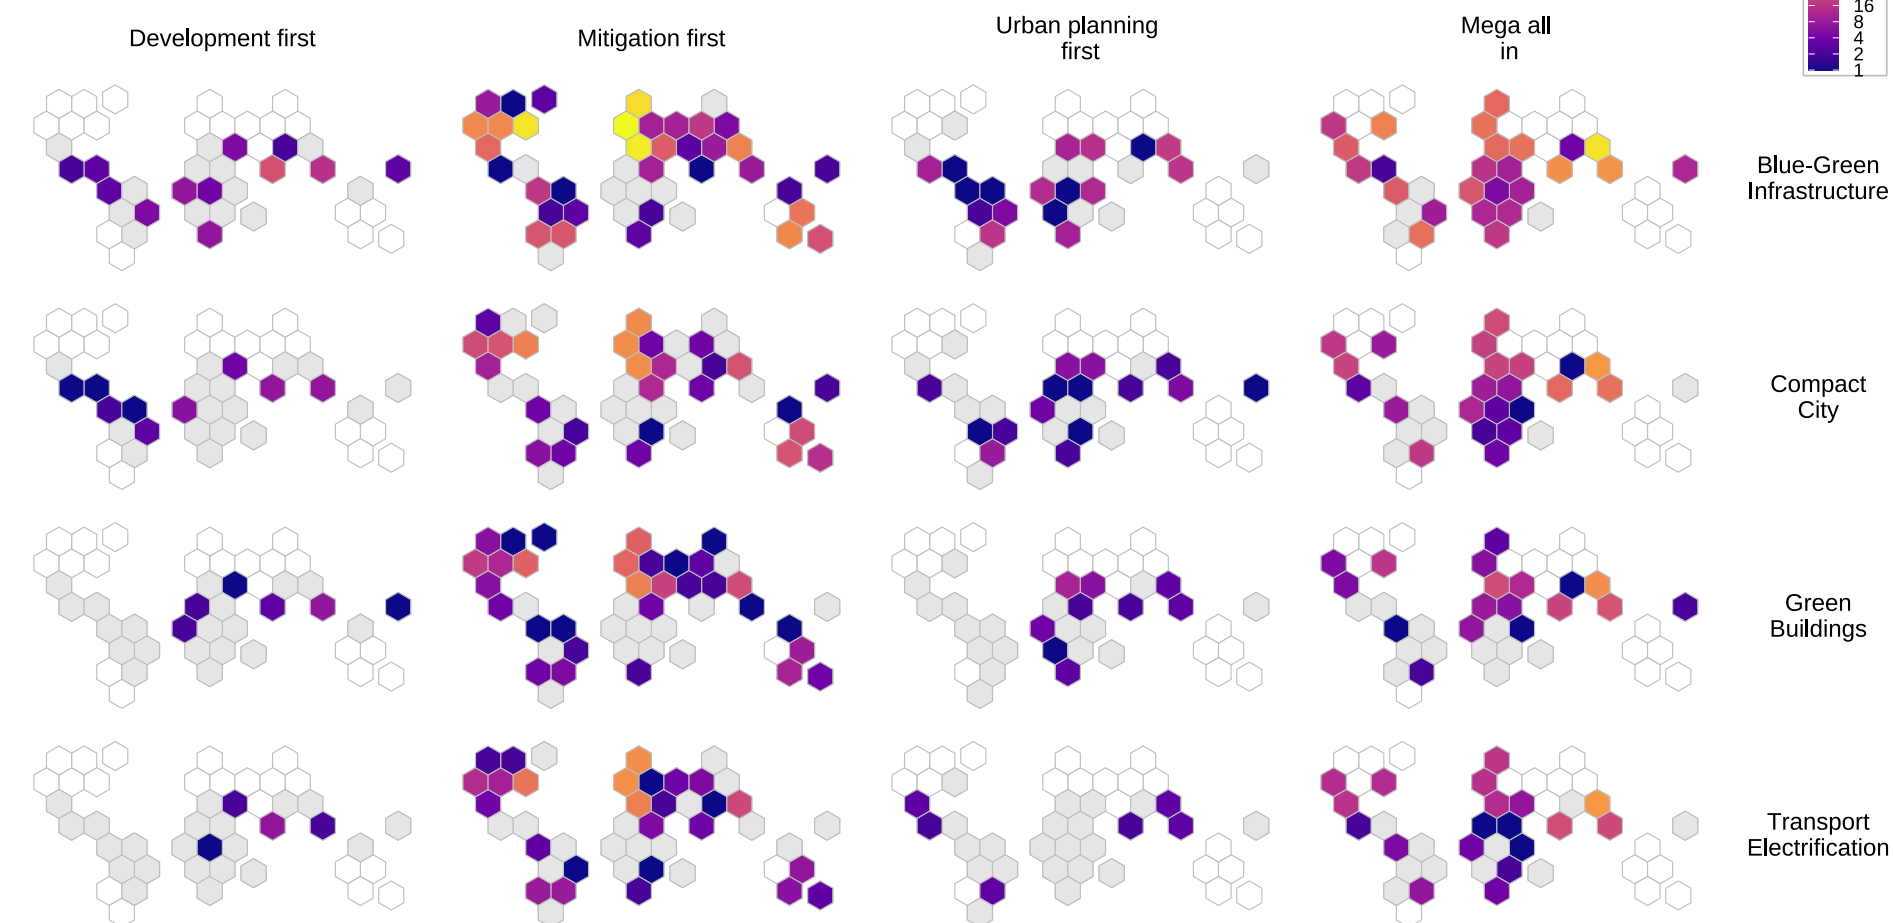 Development first
Mitigation first
Urban planning
first
Mega all
in
16
8
4
2
1
Blue-Green
Infrastructure
Compact
City
Green
Buildings
Transport
Electrification